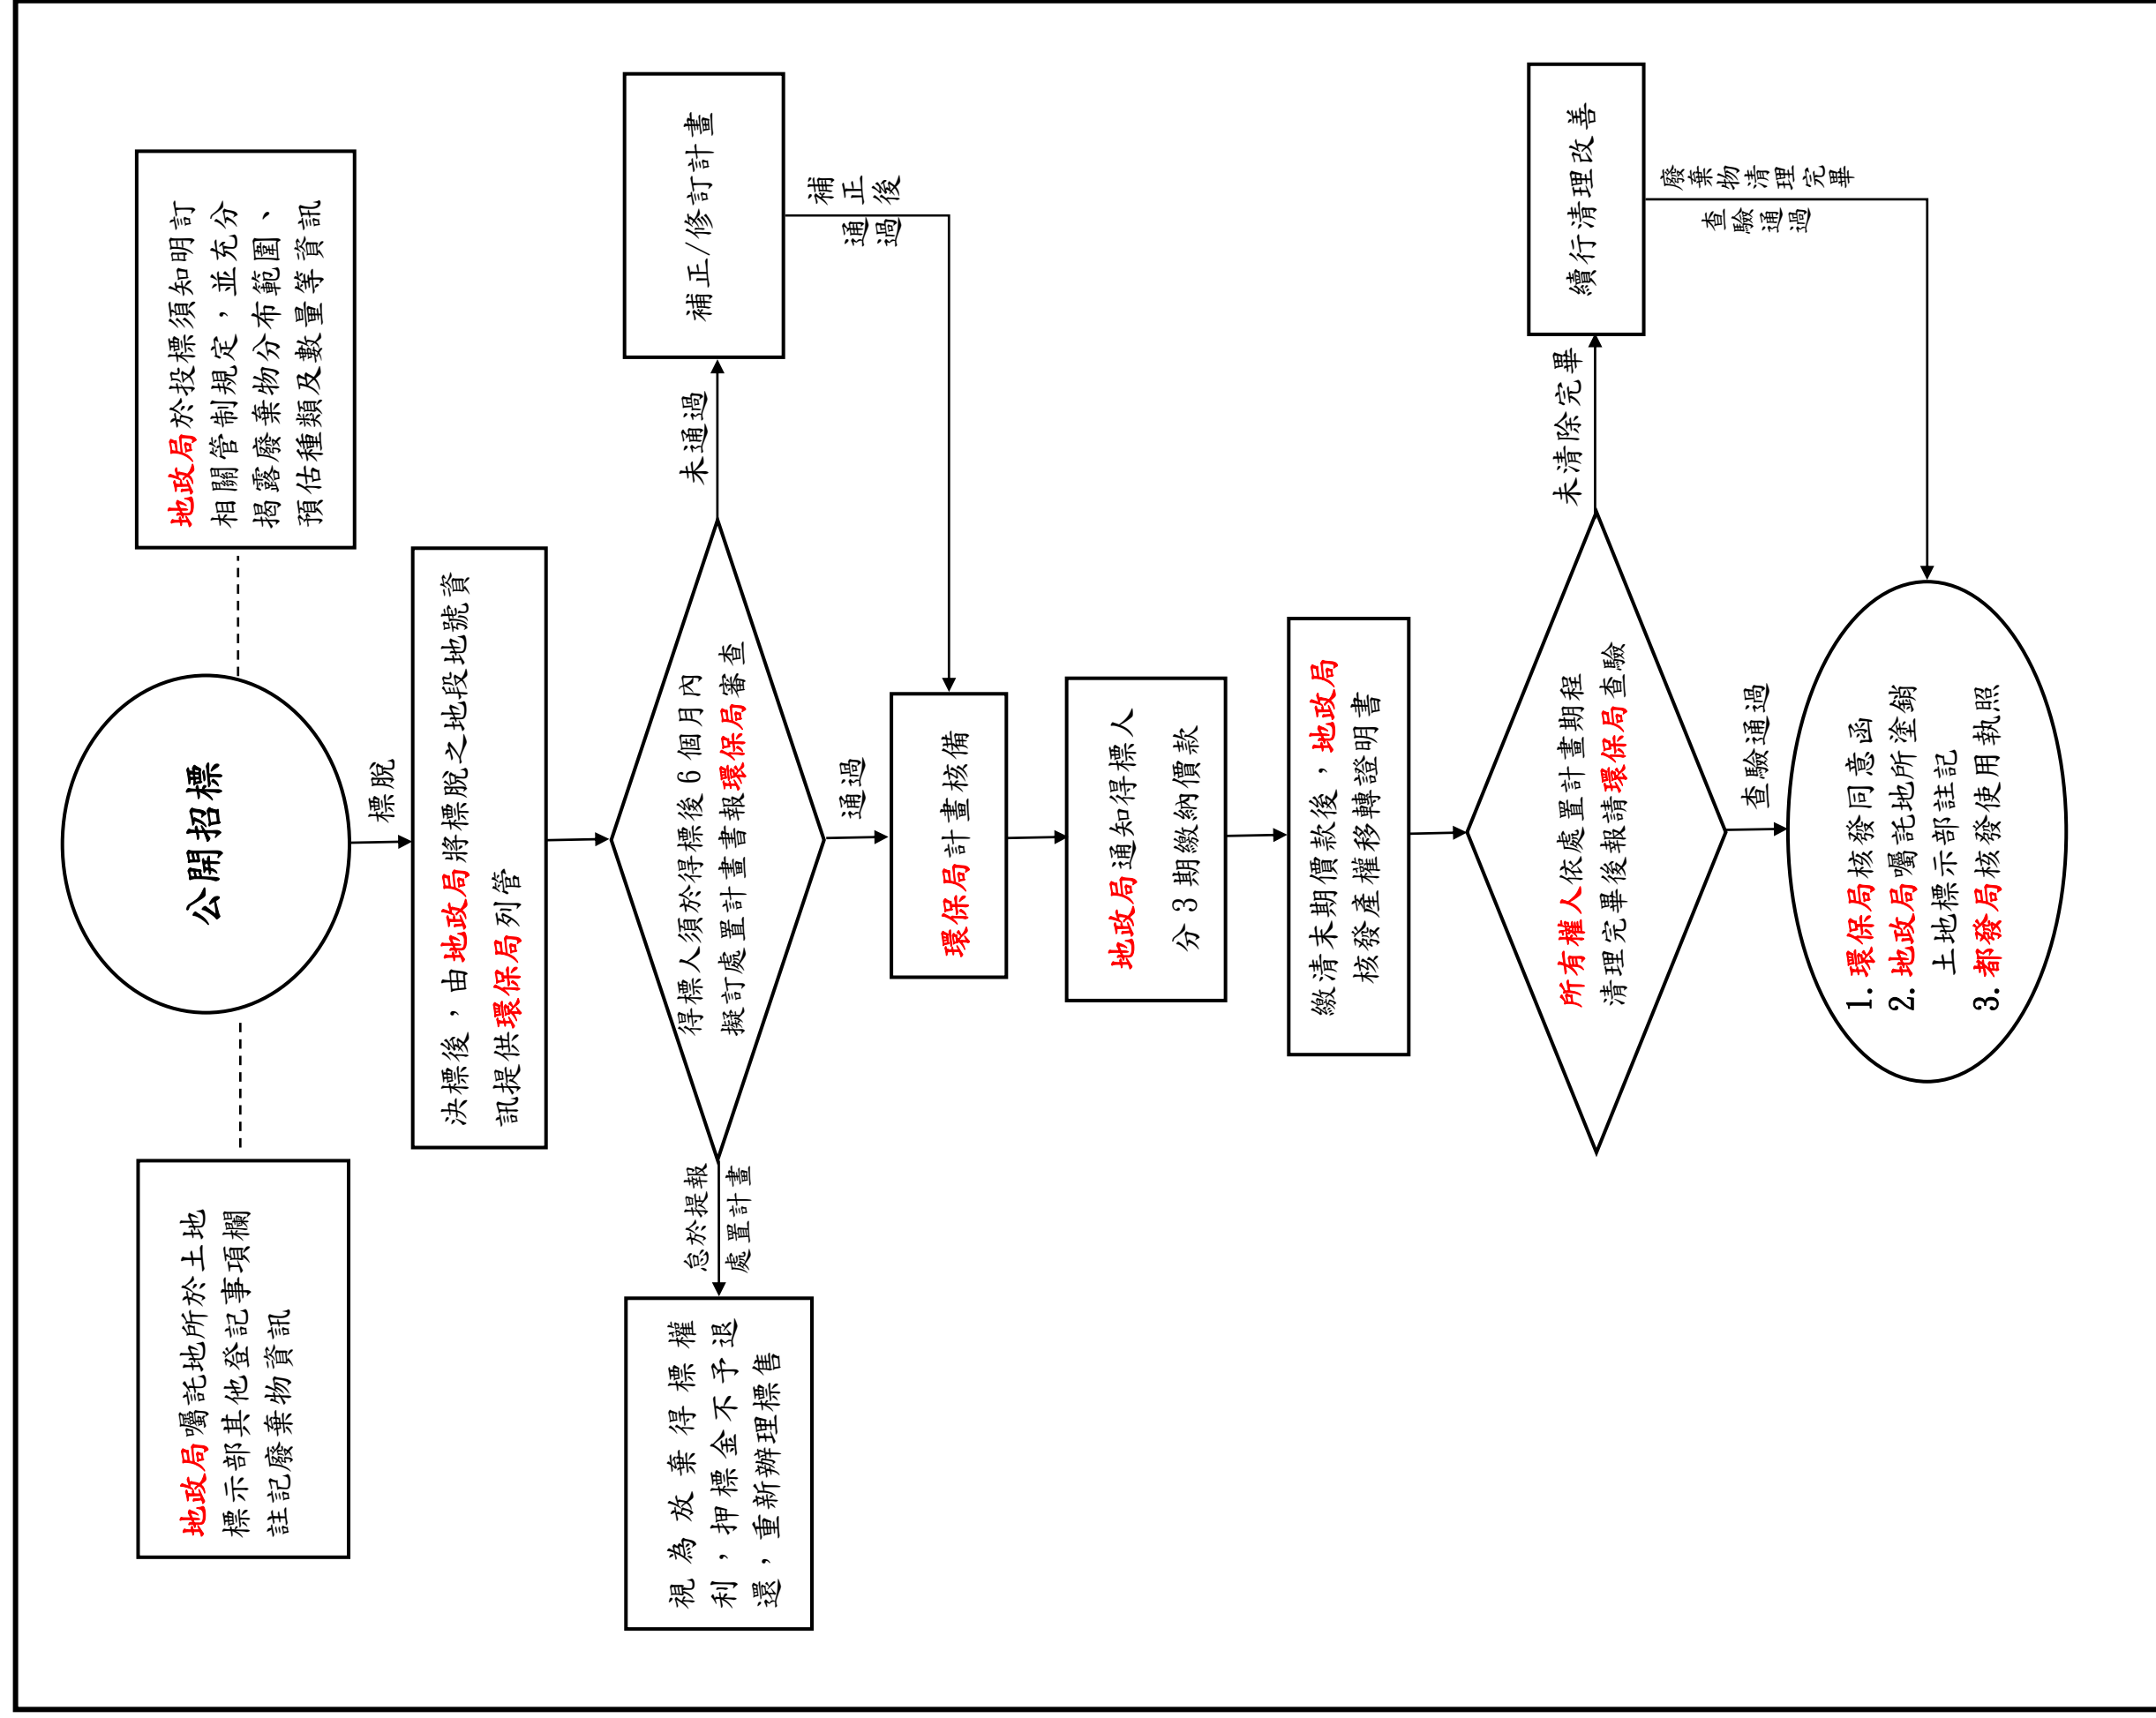 公開招標
地政局囑託地所於土地
標示部其他登記事項欄
註記廢棄物資訊
地政局於投標須知明訂
相關管制規定，並充分
揭露廢棄物分布範圍、
預估種類及數量等資訊
標脫
決標後，由地政局將標脫之地段地號資
訊提供環保局列管
得標人須於得標後6個月內
擬訂處置計畫書報環保局審查
怠於提報
處置計畫
視為放棄得標權
利，押標金不予退
還，重新辦理標售
未通過
補正/修訂計畫
補正後
通過
通過
環保局計畫核備
地政局通知得標人
分3期繳納價款
繳清末期價款後，地政局
核發產權移轉證明書
所有權人依處置計畫期程
清理完畢後報請環保局查驗
未清除完畢
續行清理改善
廢棄物清理完畢
查驗通過
查驗通過
1.環保局核發同意函
2.地政局囑託地所塗銷
土地標示部註記
3.都發局核發使用執照